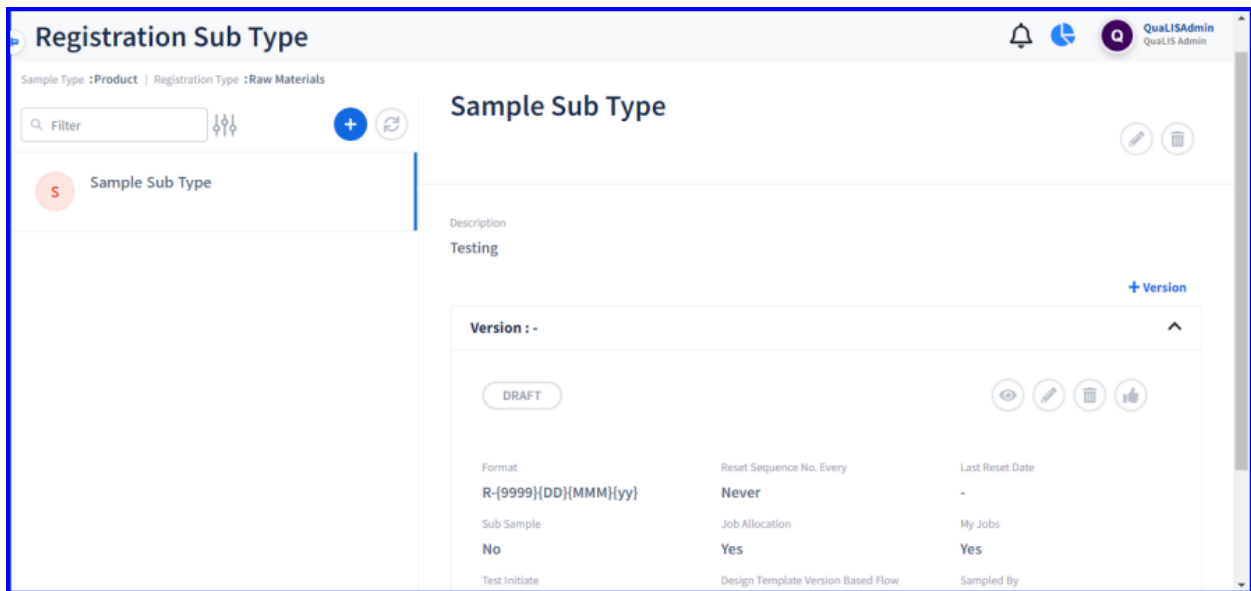 Registration Sub Type
Q
QuaLISAdmin
QuaLIS Admin
Sample Type :Product | Registration Type :Raw Materials
Filter
+
S
Sample Sub Type
Sample Sub Type
Description
Testing
+ Version
Version : -
DRAFT
Format
Reset Sequence No. Every
Last Reset Date
R-{9999}{DD}{MMM}{yy}
Never
-
Sub Sample
Job Allocation
My Jobs
No
Yes
Yes
Test Initiate
Design Template Version Based Flow
Sampled By